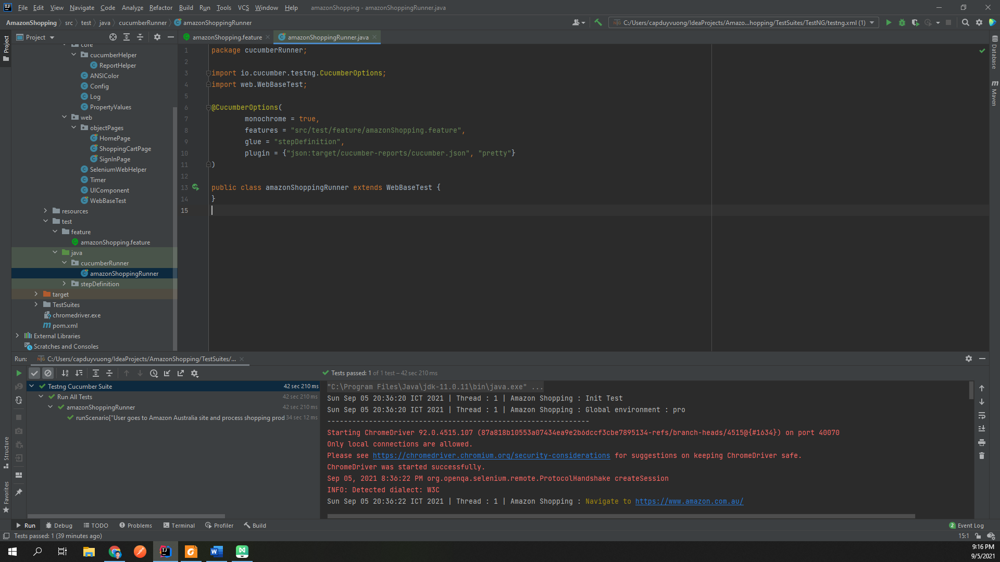 File Edit View Navigate Code Analyze Refactor Build Run Tools VCS Window Help amazonShopping - amazonShoppingRunner.java
AmazonShopping src test java cucumberRunner amazonShoppingRunner
C:/Users/capduyvuong/IdeaProjects/Amazo...hopping/TestSuites/TestNG/testng.xml (1)
Project
Project
amazonShopping.feature
amazonShoppingRunner.java
core
cucumberHelper
ReportHelper
ANSIColor
Config
Log
PropertyValues
web
objectPages
HomePage
ShoppingCartPage
SignInPage
SeleniumWebHelper
Timer
UIComponent
WebBaseTest
resources
test
feature
amazonShopping.feature
java
cucumberRunner
amazonShoppingRunner
stepDefinition
target
TestSuites
chromedriver.exe
pom.xml
External Libraries
Scratches and Consoles
1 package cucumberRunner;
2
3 import io.cucumber.testng.CucumberOptions;
4 import web.WebBaseTest;
5
6 @CucumberOptions(
7 monochrome = true,
8 features = "src/test/feature/amazonShopping.feature",
9 glue = "stepDefinition",
10 plugin = {"json:target/cucumber-reports/cucumber.json", "pretty"}
11 )
12
13 public class amazonShoppingRunner extends WebBaseTest {
14 }
15
Database
Maven
Run: C:/Users/capduyvuong/IdeaProjects/AmazonShopping/TestSuites/...
Tests passed: 1 of 1 test – 42 sec 210 ms
Testng Cucumber Suite 42 sec 210 ms
Run All Tests 42 sec 210 ms
amazonShoppingRunner 42 sec 210 ms
runScenario["User goes to Amazon Australia site and process shopping prod 34 sec 12 ms
"C:\Program Files\Java\jdk-11.0.11\bin\java.exe" ...
Sun Sep 05 20:36:20 ICT 2021 | Thread : 1 | Amazon Shopping : Init Test
Sun Sep 05 20:36:20 ICT 2021 | Thread : 1 | Amazon Shopping : Global environment : pro
---------------------------------------------------------------
Starting ChromeDriver 92.0.4515.107 (87a818b10553a07434ea9e2b6dccf3cbe7895134-refs/branch-heads/4515@{#1634}) on port 40070
Only local connections are allowed.
Please see https://chromedriver.chromium.org/security-considerations for suggestions on keeping ChromeDriver safe.
ChromeDriver was started successfully.
Sep 05, 2021 8:36:22 PM org.openqa.selenium.remote.ProtocolHandshake createSession
INFO: Detected dialect: W3C
Sun Sep 05 20:36:22 ICT 2021 | Thread : 1 | Amazon Shopping : Navigate to https://www.amazon.com.au/
Structure
Favorites
Run Debug TODO Problems Terminal Profiler Build
2 Event Log
Tests passed: 1 (39 minutes ago)
15:1
9:16 PM
9/5/2021